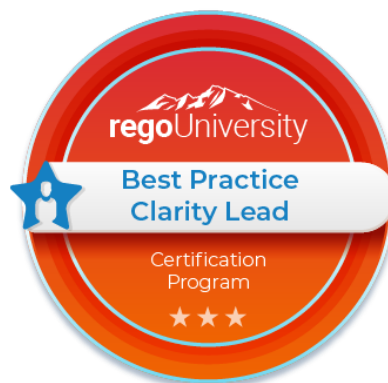 regoUniversity
Best Practice
Clarity Lead
Certification
Program